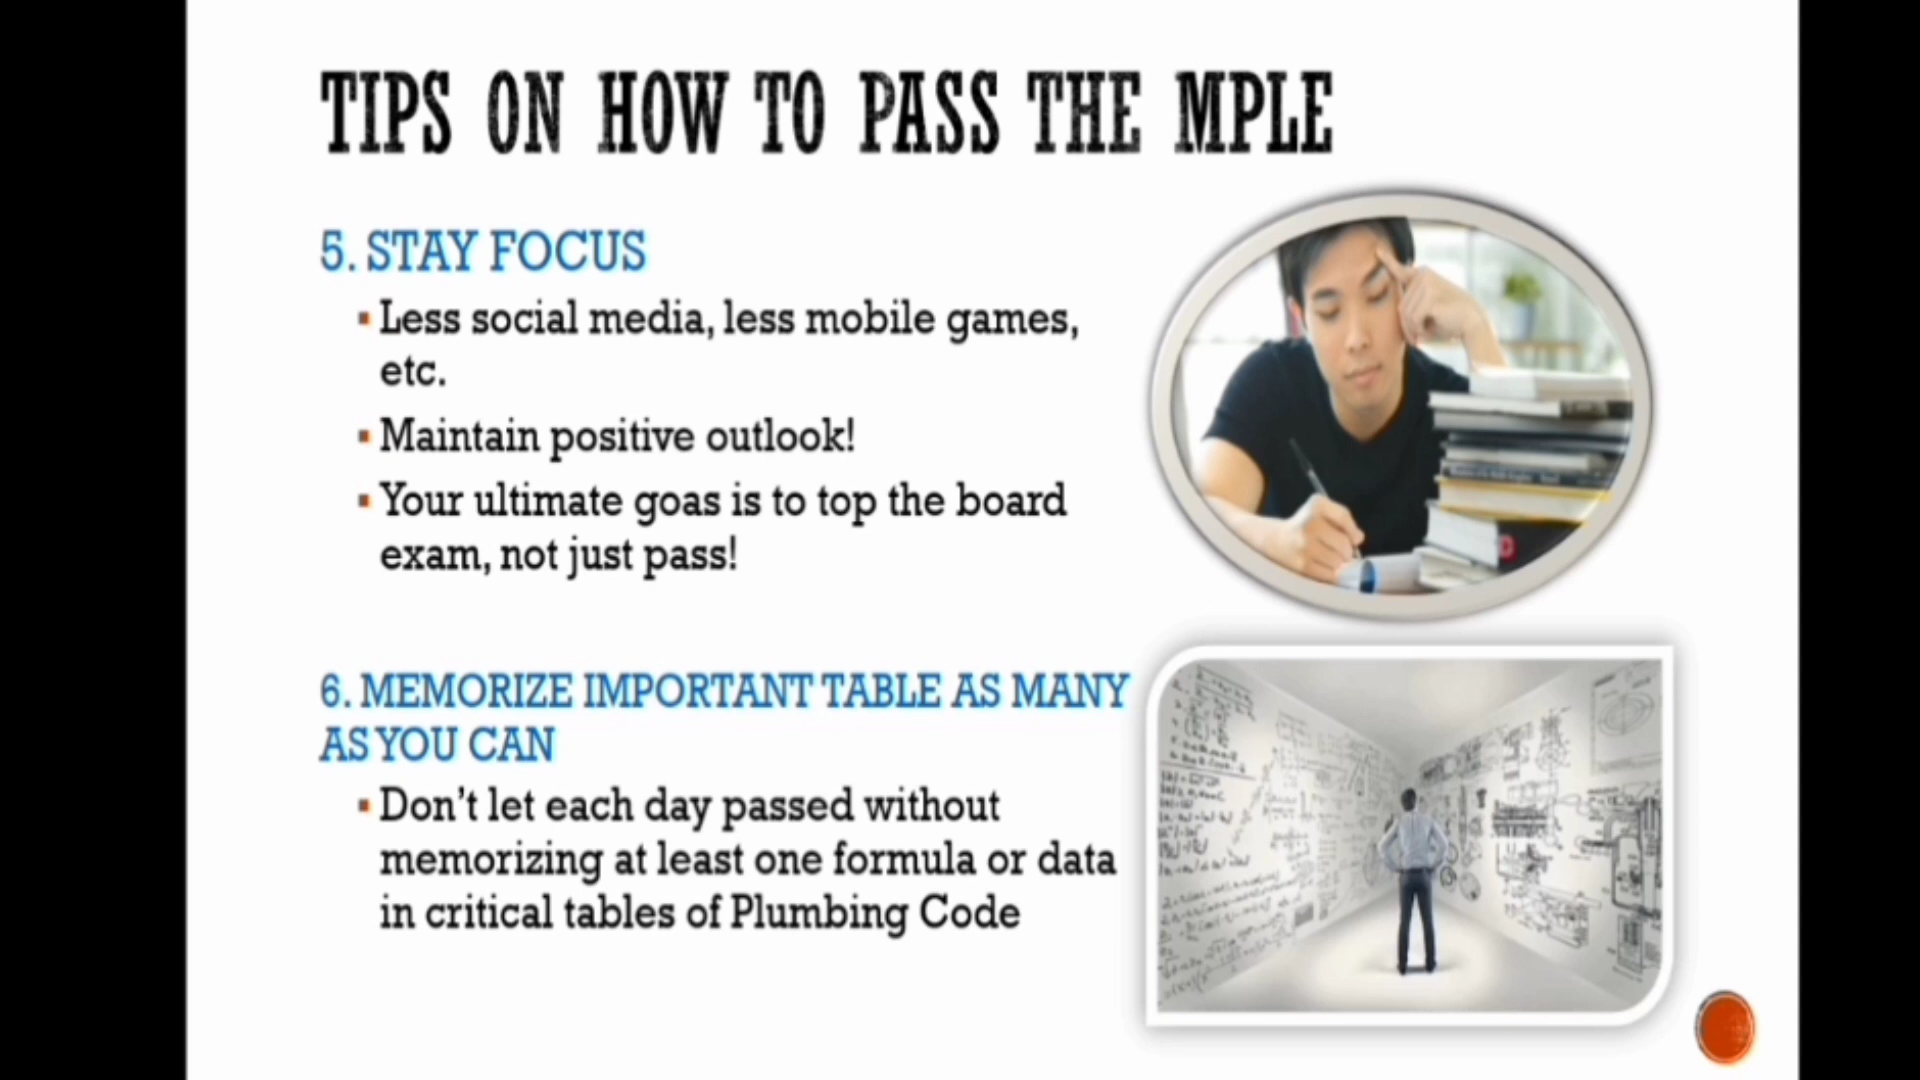 TIPS ON HOW TO PASS THE MPLE
5. STAY FOCUS
Less social media, less mobile games,
etc.
Maintain positive outlook!
Your ultimate goas is to top the board
exam, not just pass!
6. MEMORIZE IMPORTANT TABLE AS MANY
AS YOU CAN
Don't let each day passed without
memorizing at least one formula or data
in critical tables of Plumbing Code